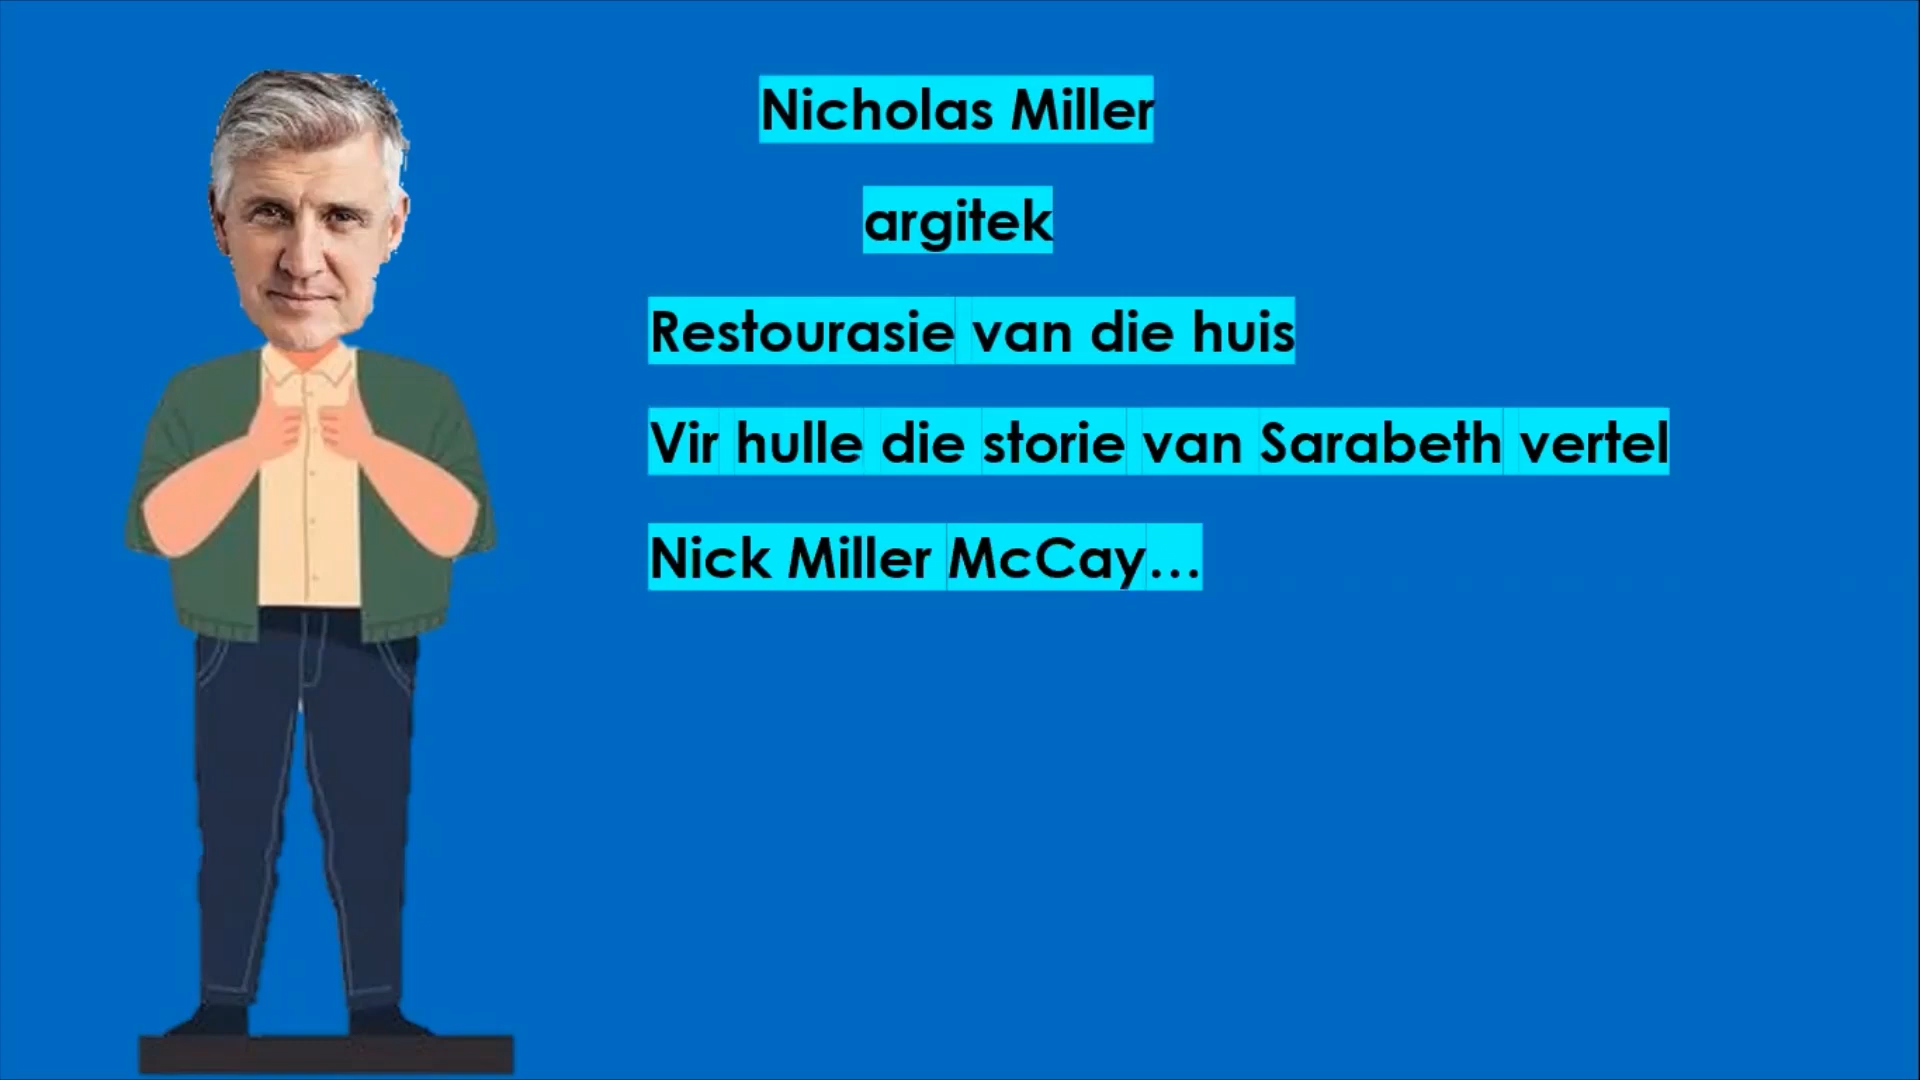 Nicholas Miller
argitek
Restourasie van die huis
Vir hulle die storie van Sarabeth vertel
Nick Miller McCay…